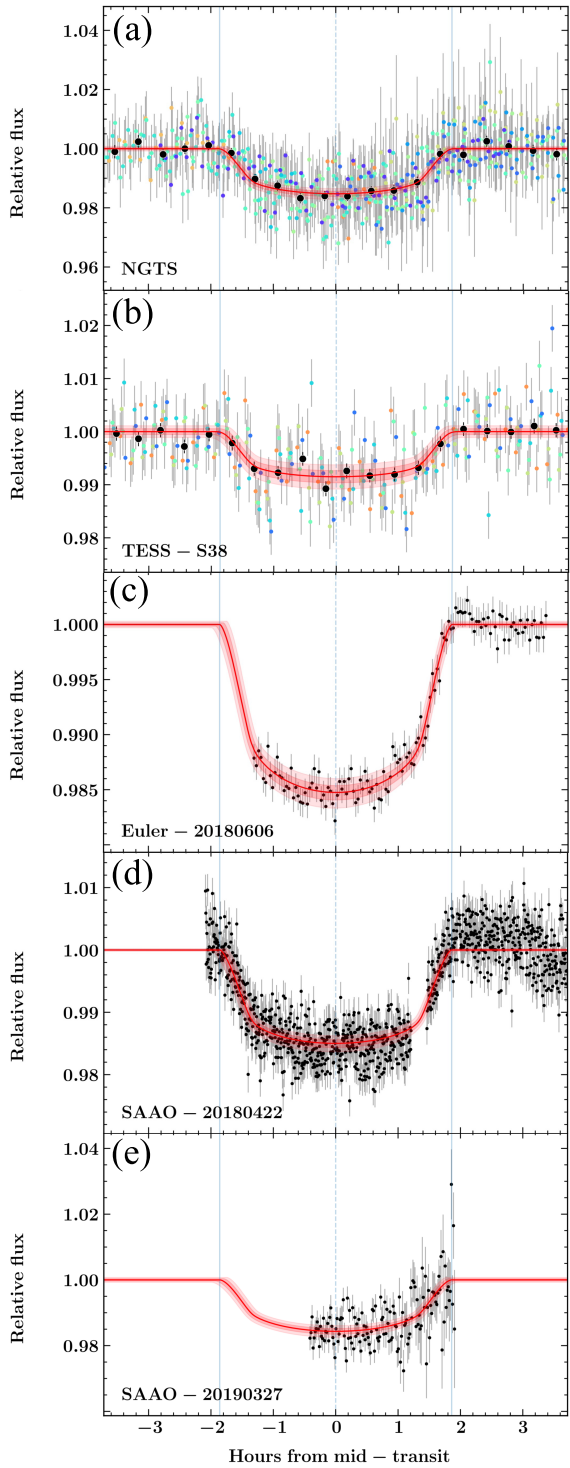 (a)
1.04
1.02
1.00
0.98
0.96
Relative flux
NGTS
(b)
1.02
1.01
1.00
0.99
0.98
Relative flux
TESS − S38
(c)
1.000
0.995
0.990
0.985
Relative flux
Euler − 20180606
(d)
1.01
1.00
0.99
0.98
Relative flux
SAAO − 20180422
(e)
1.04
1.02
1.00
0.98
Relative flux
SAAO − 20190327
−3 −2 −1 0 1 2 3
Hours from mid − transit